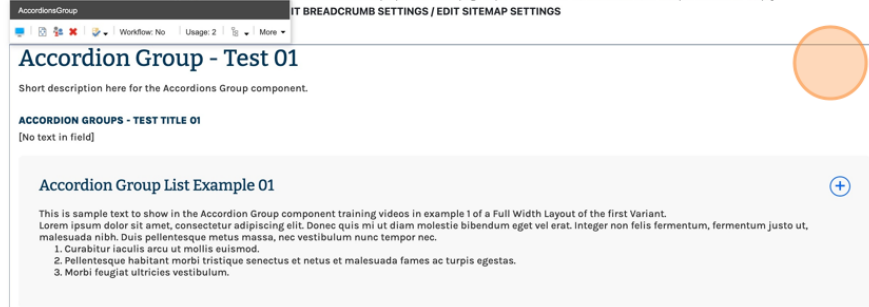 AccordionsGroup
IT BREADCRUMB SETTINGS / EDIT SITEMAP SETTINGS
Workflow: No Usage: 2 More
Accordion Group - Test 01
Short description here for the Accordions Group component.
ACCORDION GROUPS - TEST TITLE 01
[No text in field]
Accordion Group List Example 01
This is sample text to show in the Accordion Group component training videos in example 1 of a Full Width Layout of the first Variant.
Lorem ipsum dolor sit amet, consectetur adipiscing elit. Donec quis mi ut diam molestie bibendum eget vel erat. Integer non felis fermentum, fermentum justo ut,
malesuada nibh. Duis pellentesque metus massa, nec vestibulum nunc tempor nec.
1. Curabitur iaculis arcu ut mollis euismod.
2. Pellentesque habitant morbi tristique senectus et netus et malesuada fames ac turpis egestas.
3. Morbi feugiat ultricies vestibulum.